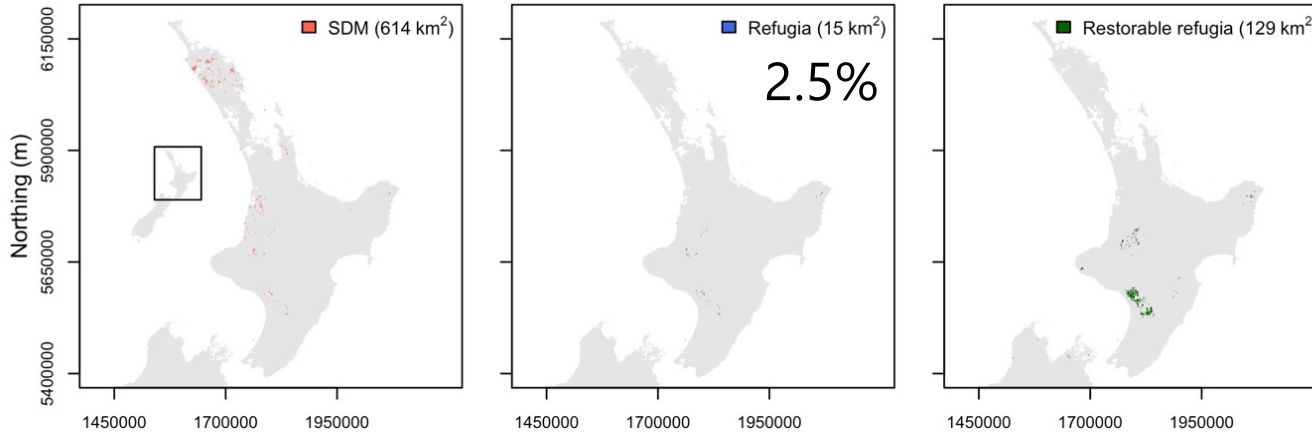 SDM (614 km²)
Refugia (15 km²)
Restorable refugia (129 km²
2.5%
Northing (m)
6150000
5900000
5650000
5400000
1450000 1700000 1950000
1450000 1700000 1950000
1450000 1700000 1950000